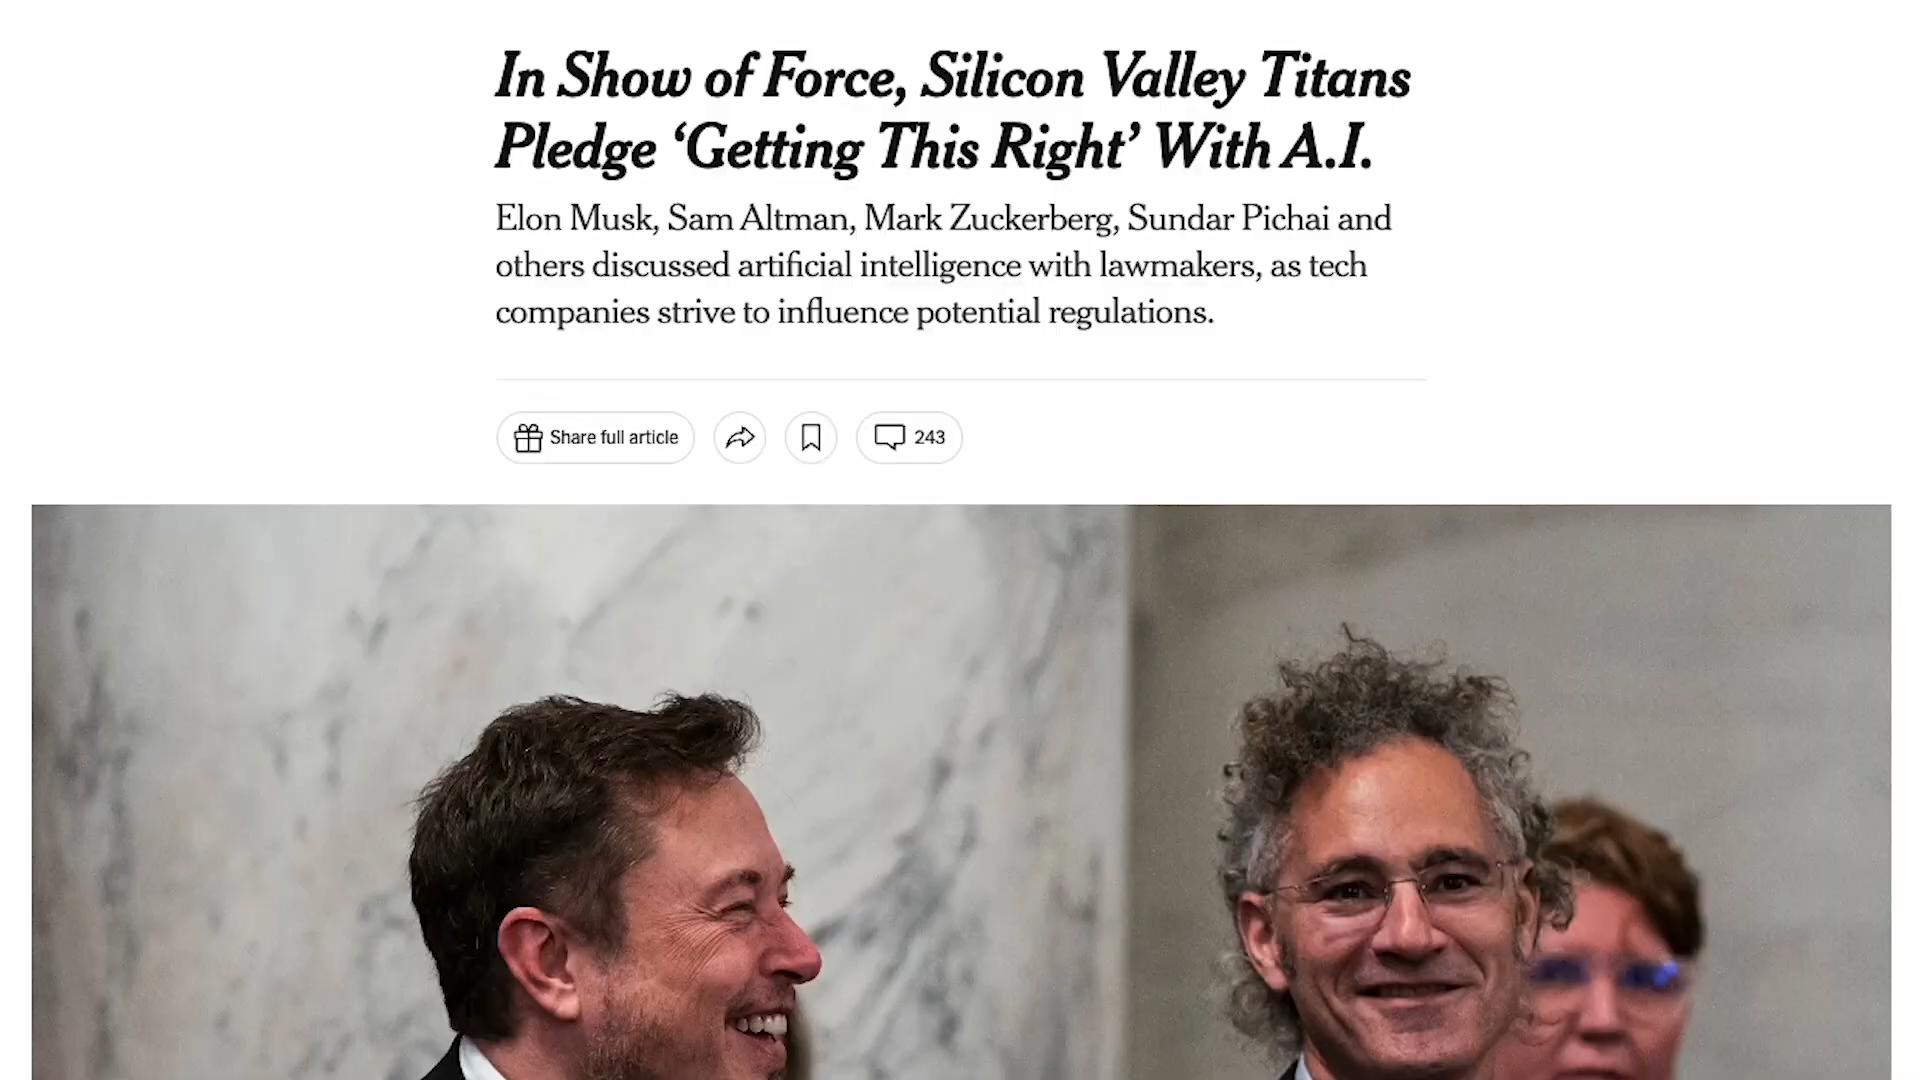 In Show of Force, Silicon Valley Titans
Pledge ‘Getting This Right’ With A.I.
Elon Musk, Sam Altman, Mark Zuckerberg, Sundar Pichai and
others discussed artificial intelligence with lawmakers, as tech
companies strive to influence potential regulations.
Share full article
243